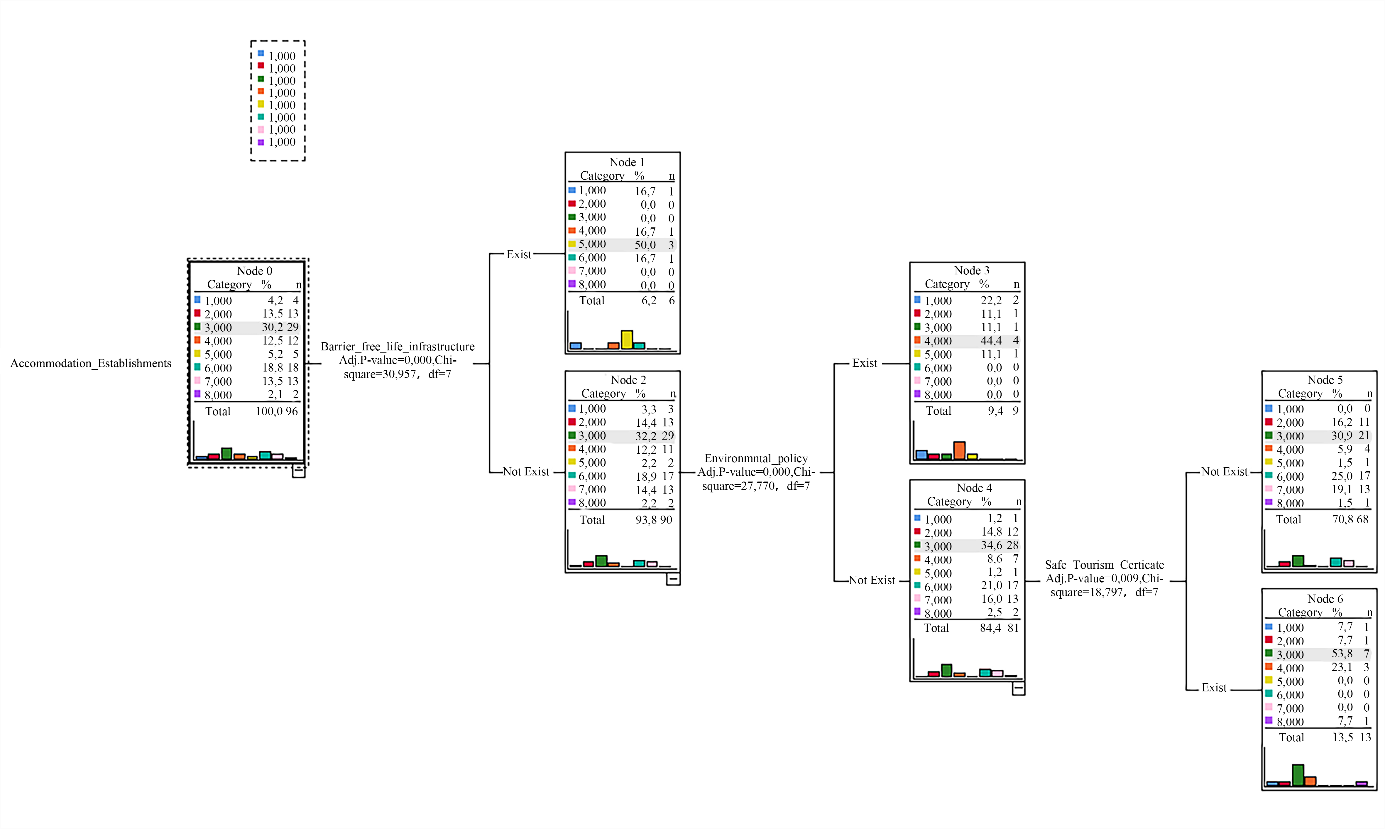 1,000
1,000
1,000
1,000
1,000
1,000
1,000
1,000
Accommodation_Establishments
Node 0
Category % n
1,000 4,2 4
2,000 13,5 13
3,000 30,2 29
4,000 12,5 12
5,000 5,2 5
6,000 18,8 18
7,000 13,5 13
8,000 2,1 2
Total 100,0 96
Barrier_free_life_infrastructure
Adj.P-value=0,000,Chi-
square=30,957, df=7
Exist
Node 1
Category % n
1,000 16,7 1
2,000 0,0 0
3,000 0,0 0
4,000 16,7 1
5,000 50,0 3
6,000 16,7 1
7,000 0,0 0
8,000 0,0 0
Total 6,2 6
Not Exist
Node 2
Category % n
1,000 3,3 3
2,000 14,4 13
3,000 32,2 29
4,000 12,2 11
5,000 2,2 2
6,000 18,9 17
7,000 14,4 13
8,000 2,2 2
Total 93,8 90
Environmntal_policy
Adj.P-value=0,000,Chi-
square=27,770, df=7
Exist
Node 3
Category % n
1,000 22,2 2
2,000 11,1 1
3,000 11,1 1
4,000 44,4 4
5,000 11,1 1
6,000 0,0 0
7,000 0,0 0
8,000 0,0 0
Total 9,4 9
Not Exist
Node 4
Category % n
1,000 1,2 1
2,000 14,8 12
3,000 34,6 28
4,000 8,6 7
5,000 1,2 1
6,000 21,0 17
7,000 16,0 13
8,000 2,5 2
Total 84,4 81
Safe Tourism Certicate
Adj.P-value 0,009,Chi-
square=18,797, df=7
Not Exist
Node 5
Category % n
1,000 0,0 0
2,000 16,2 11
3,000 30,9 21
4,000 5,9 4
5,000 1,5 1
6,000 25,0 17
7,000 19,1 13
8,000 1,5 1
Total 70,8 68
Exist
Node 6
Category % n
1,000 7,7 1
2,000 7,7 1
3,000 53,8 7
4,000 23,1 3
5,000 0,0 0
6,000 0,0 0
7,000 0,0 0
8,000 7,7 1
Total 13,5 13